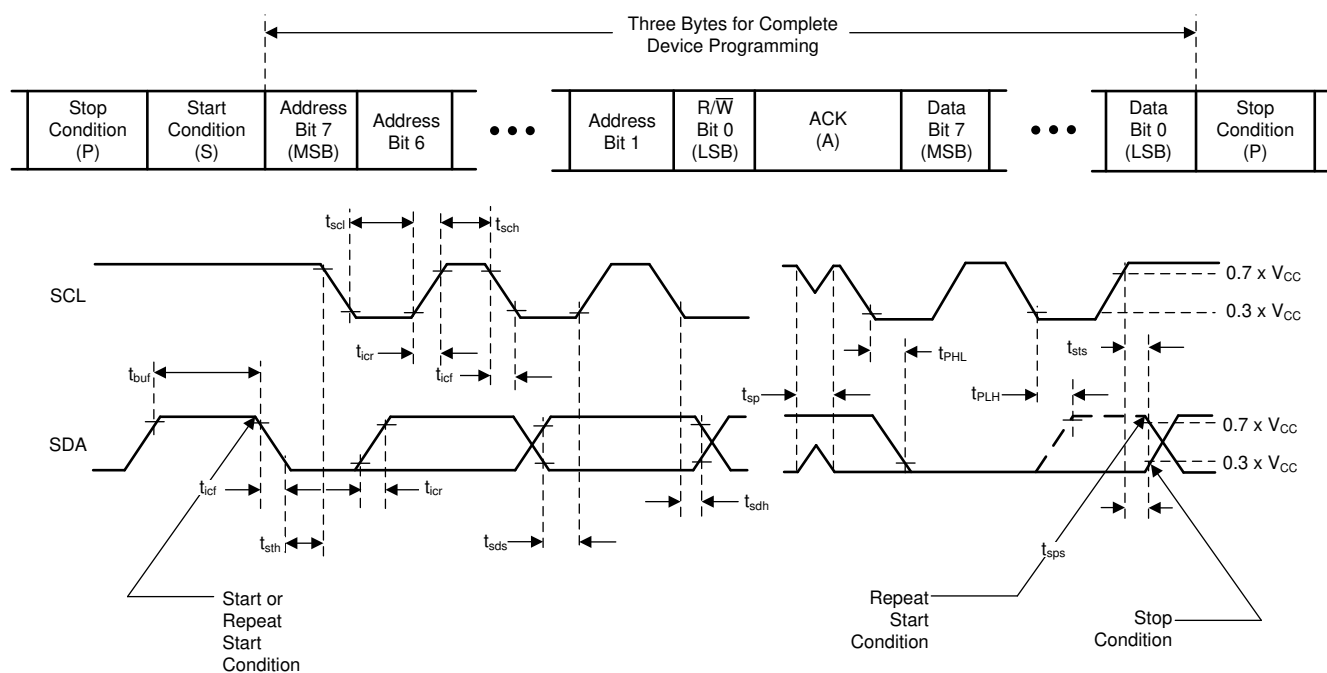 Three Bytes for Complete
Device Programming
Stop
Condition
(P)
Start
Condition
(S)
Address
Bit 7
(MSB)
Address
Bit 6
•••
Address
Bit 1
R/W̅
Bit 0
(LSB)
ACK
(A)
Data
Bit 7
(MSB)
•••
Data
Bit 0
(LSB)
Stop
Condition
(P)
tscl
tsch
SCL
0.7 x VCC
0.3 x VCC
ticr
ticf
tPHL
tsts
tbuf
tsp
tPLH
SDA
0.7 x VCC
0.3 x VCC
ticf
ticr
tsdh
tsth
tsds
tsps
Start or
Repeat
Start
Condition
Repeat
Start
Condition
Stop
Condition